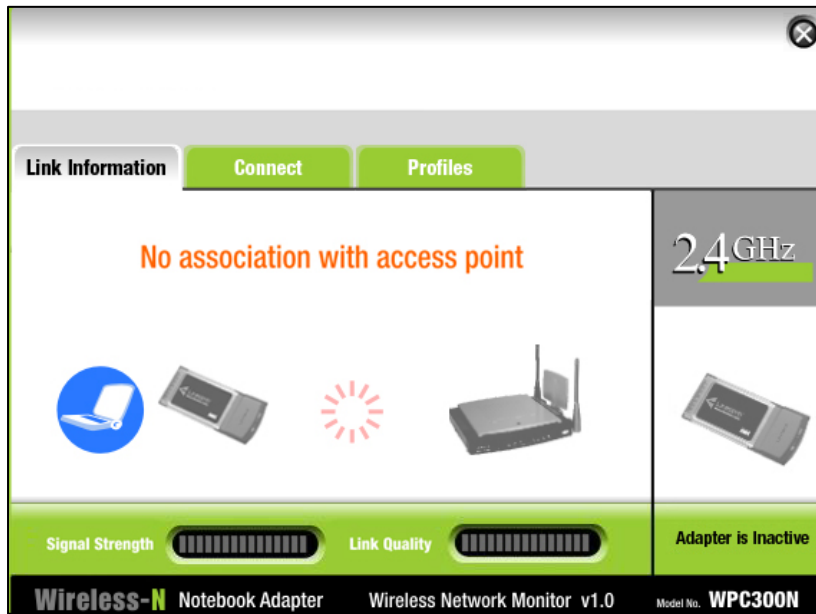 Link Information
Connect
Profiles
No association with access point
2.4GHz
Signal Strength
Link Quality
Adapter is Inactive
Wireless-N Notebook Adapter Wireless Network Monitor v1.0 Model No. WPC300N